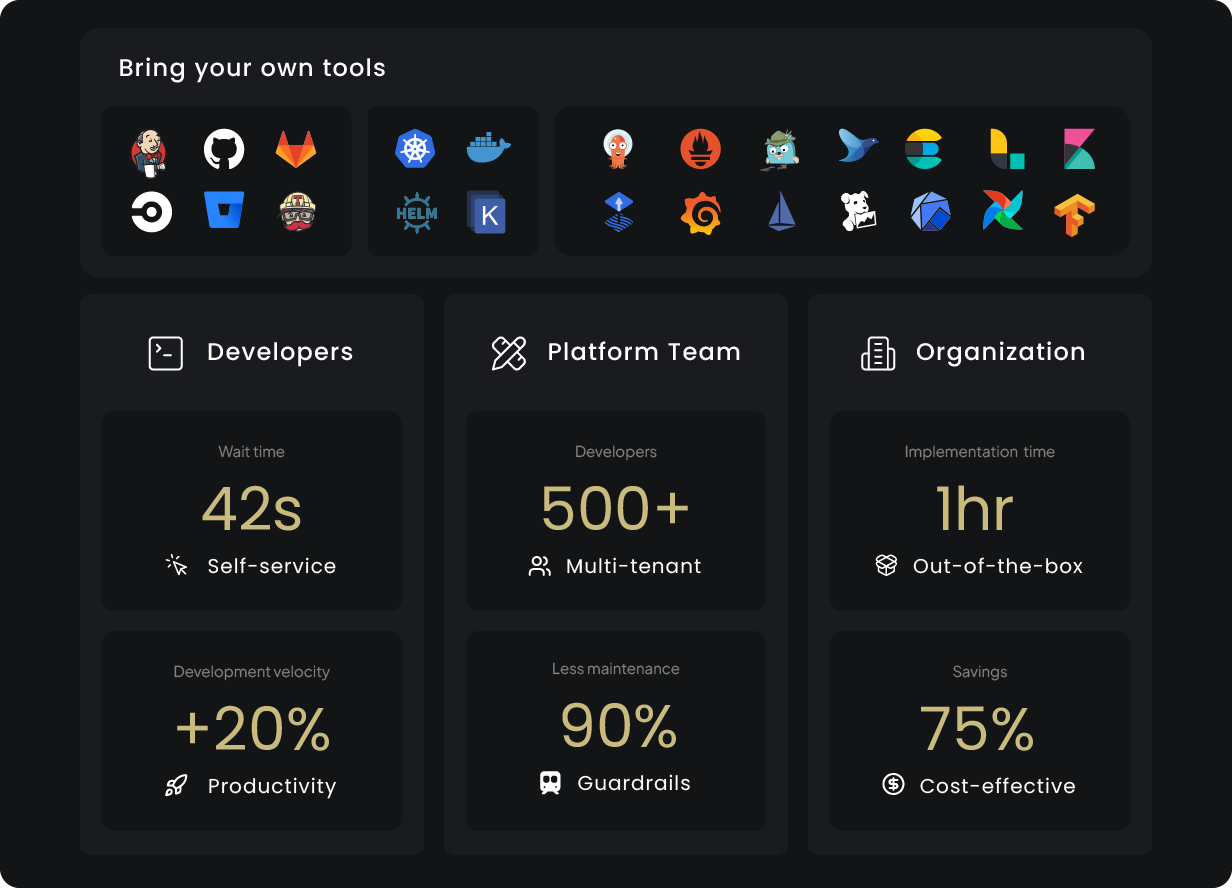 Bring your own tools
HELM
K
Developers
Wait time
42s
Self-service
Development velocity
+20%
Productivity
Platform Team
Developers
500+
Multi-tenant
Less maintenance
90%
Guardrails
Organization
Implementation time
1hr
Out-of-the-box
Savings
75%
Cost-effective